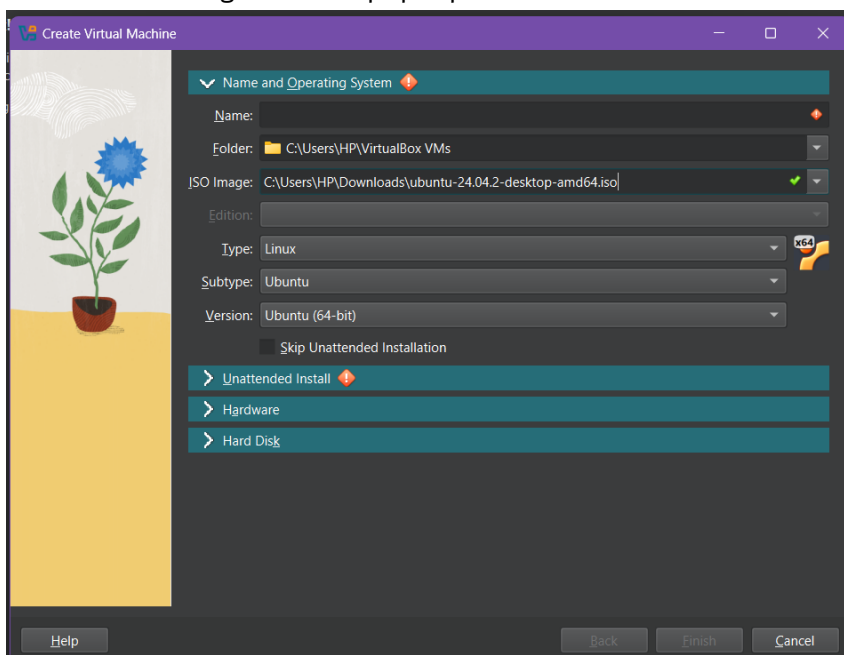 Create Virtual Machine
Name and Operating System
Name:
Folder: C:\Users\HP\VirtualBox VMs
ISO Image: C:\Users\HP\Downloads\ubuntu-24.04.2-desktop-amd64.iso
Edition:
Type: Linux
x64
Subtype: Ubuntu
Version: Ubuntu (64-bit)
Skip Unattended Installation
Unattended Install
Hardware
Hard Disk
Help Back Finish Cancel